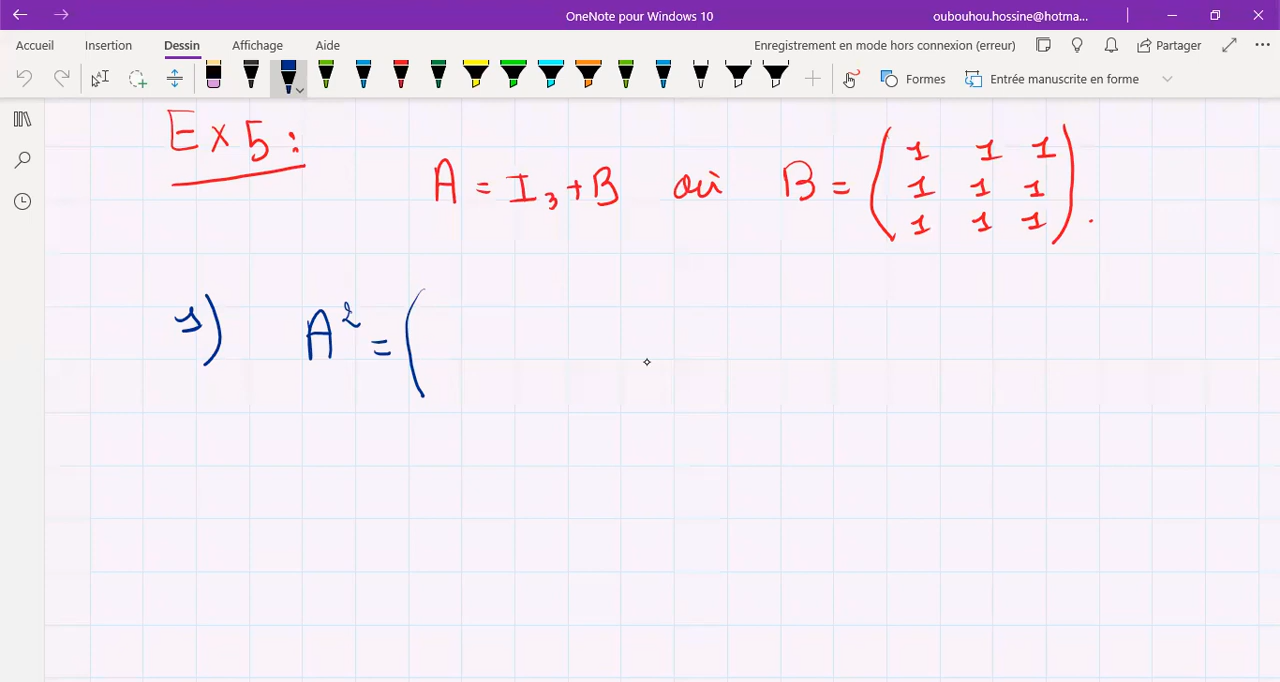 OneNote pour Windows 10
oubouhou.hossine@hotma...
Accueil Insertion Dessin Affichage Aide
Enregistrement en mode hors connexion (erreur)
Partager
Formes
Entrée manuscrite en forme
Ex 5 :
A = I₃ + B où B = ( 1 1 1
1 1 1
1 1 1 ) .
1) A² = (